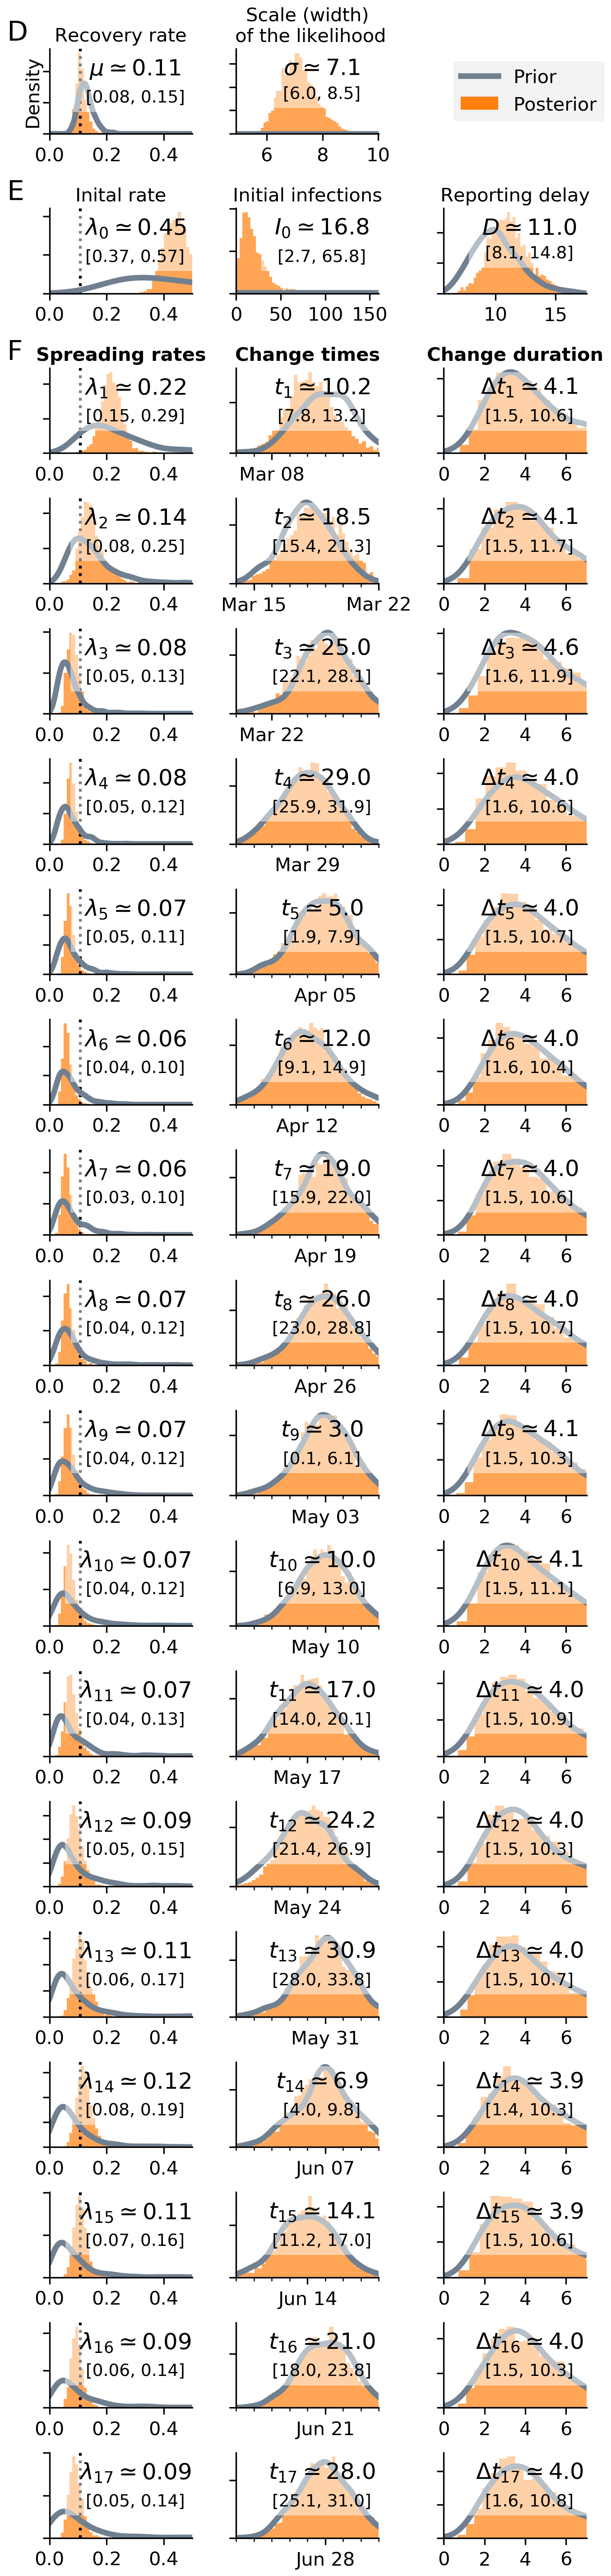 D
Recovery rate
Scale (width)
of the likelihood
Density
μ ≃ 0.11
[0.08, 0.15]
σ ≃ 7.1
[6.0, 8.5]
Prior
Posterior
0.0 0.2 0.4
6 8 10
E
Inital rate
Initial infections
Reporting delay
λ0 ≃ 0.45
[0.37, 0.57]
I0 ≃ 16.8
[2.7, 65.8]
D ≃ 11.0
[8.1, 14.8]
0.0 0.2 0.4
0 50 100 150
10 15
F
Spreading rates
Change times
Change duration
λ1 ≃ 0.22
[0.15, 0.29]
t1 ≃ 10.2
[7.8, 13.2]
Δt1 ≃ 4.1
[1.5, 10.6]
0.0 0.2 0.4
Mar 08
0 2 4 6
λ2 ≃ 0.14
[0.08, 0.25]
t2 ≃ 18.5
[15.4, 21.3]
Δt2 ≃ 4.1
[1.5, 11.7]
0.0 0.2 0.4
Mar 15 Mar 22
0 2 4 6
λ3 ≃ 0.08
[0.05, 0.13]
t3 ≃ 25.0
[22.1, 28.1]
Δt3 ≃ 4.6
[1.6, 11.9]
0.0 0.2 0.4
Mar 22
0 2 4 6
λ4 ≃ 0.08
[0.05, 0.12]
t4 ≃ 29.0
[25.9, 31.9]
Δt4 ≃ 4.0
[1.6, 10.6]
0.0 0.2 0.4
Mar 29
0 2 4 6
λ5 ≃ 0.07
[0.05, 0.11]
t5 ≃ 5.0
[1.9, 7.9]
Δt5 ≃ 4.0
[1.5, 10.7]
0.0 0.2 0.4
Apr 05
0 2 4 6
λ6 ≃ 0.06
[0.04, 0.10]
t6 ≃ 12.0
[9.1, 14.9]
Δt6 ≃ 4.0
[1.6, 10.4]
0.0 0.2 0.4
Apr 12
0 2 4 6
λ7 ≃ 0.06
[0.03, 0.10]
t7 ≃ 19.0
[15.9, 22.0]
Δt7 ≃ 4.0
[1.5, 10.6]
0.0 0.2 0.4
Apr 19
0 2 4 6
λ8 ≃ 0.07
[0.04, 0.12]
t8 ≃ 26.0
[23.0, 28.8]
Δt8 ≃ 4.0
[1.5, 10.7]
0.0 0.2 0.4
Apr 26
0 2 4 6
λ9 ≃ 0.07
[0.04, 0.12]
t9 ≃ 3.0
[0.1, 6.1]
Δt9 ≃ 4.1
[1.5, 10.3]
0.0 0.2 0.4
May 03
0 2 4 6
λ10 ≃ 0.07
[0.04, 0.12]
t10 ≃ 10.0
[6.9, 13.0]
Δt10 ≃ 4.1
[1.5, 11.1]
0.0 0.2 0.4
May 10
0 2 4 6
λ11 ≃ 0.07
[0.04, 0.13]
t11 ≃ 17.0
[14.0, 20.1]
Δt11 ≃ 4.0
[1.5, 10.9]
0.0 0.2 0.4
May 17
0 2 4 6
λ12 ≃ 0.09
[0.05, 0.15]
t12 ≃ 24.2
[21.4, 26.9]
Δt12 ≃ 4.0
[1.5, 10.3]
0.0 0.2 0.4
May 24
0 2 4 6
λ13 ≃ 0.11
[0.06, 0.17]
t13 ≃ 30.9
[28.0, 33.8]
Δt13 ≃ 4.0
[1.5, 10.7]
0.0 0.2 0.4
May 31
0 2 4 6
λ14 ≃ 0.12
[0.08, 0.19]
t14 ≃ 6.9
[4.0, 9.8]
Δt14 ≃ 3.9
[1.4, 10.3]
0.0 0.2 0.4
Jun 07
0 2 4 6
λ15 ≃ 0.11
[0.07, 0.16]
t15 ≃ 14.1
[11.2, 17.0]
Δt15 ≃ 3.9
[1.5, 10.6]
0.0 0.2 0.4
Jun 14
0 2 4 6
λ16 ≃ 0.09
[0.06, 0.14]
t16 ≃ 21.0
[18.0, 23.8]
Δt16 ≃ 4.0
[1.5, 10.3]
0.0 0.2 0.4
Jun 21
0 2 4 6
λ17 ≃ 0.09
[0.05, 0.14]
t17 ≃ 28.0
[25.1, 31.0]
Δt17 ≃ 4.0
[1.6, 10.8]
0.0 0.2 0.4
Jun 28
0 2 4 6